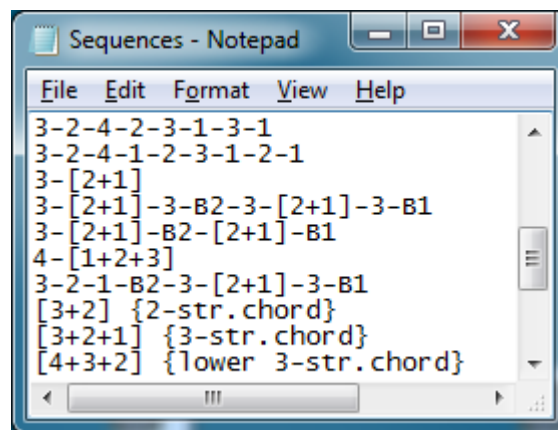 Sequences - Notepad
File Edit Format View Help
3-2-4-2-3-1-3-1
3-2-4-1-2-3-1-2-1
3-[2+1]
3-[2+1]-3-B2-3-[2+1]-3-B1
3-[2+1]-B2-[2+1]-B1
4-[1+2+3]
3-2-1-B2-3-[2+1]-3-B1
[3+2] {2-str.chord}
[3+2+1] {3-str.chord}
[4+3+2] {lower 3-str.chord}